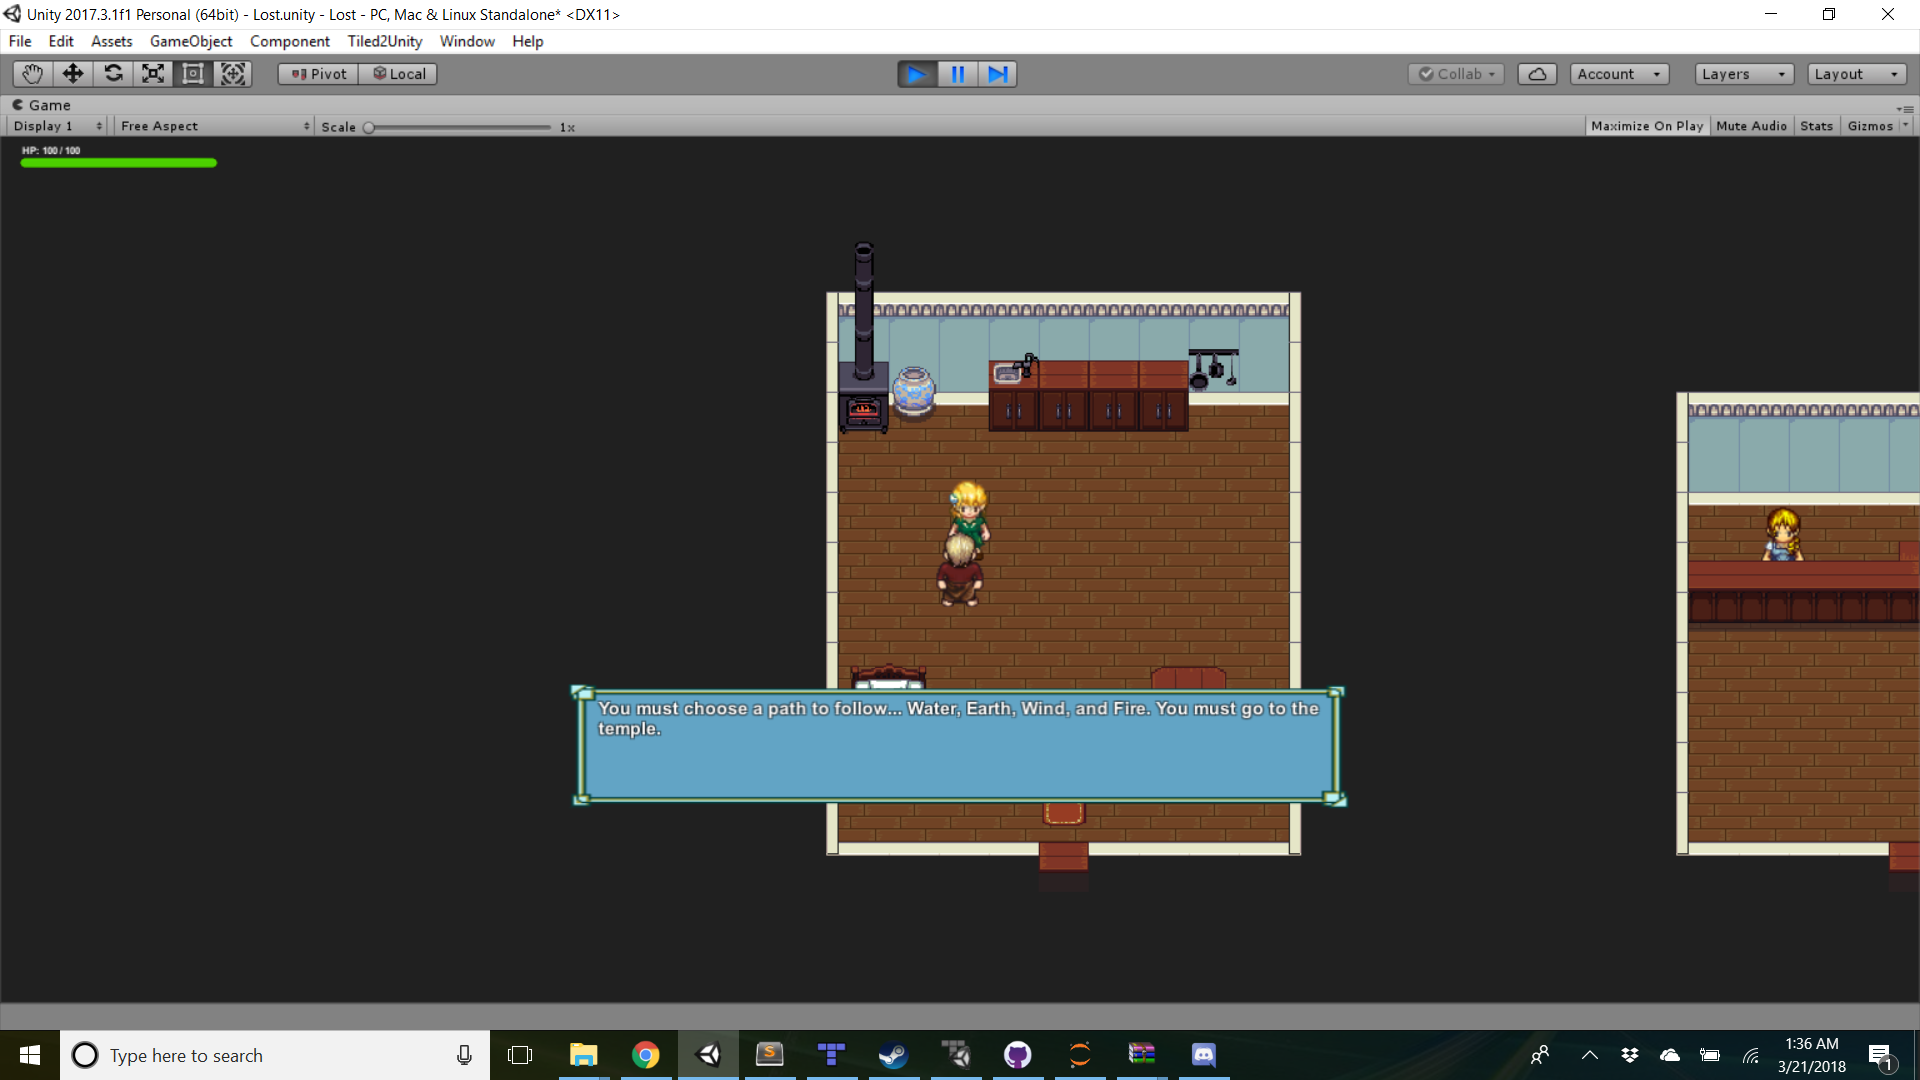 Unity 2017.3.1f1 Personal (64bit) - Lost.unity - Lost - PC, Mac & Linux Standalone* <DX11>
File Edit Assets GameObject Component Tiled2Unity Window Help
Pivot Local Collab Account Layers Layout
Game
Display 1 Free Aspect Scale 1x Maximize On Play Mute Audio Stats Gizmos
HP: 100 / 100
You must choose a path to follow... Water, Earth, Wind, and Fire. You must go to the
temple.
Type here to search
1:36 AM
3/21/2018
1